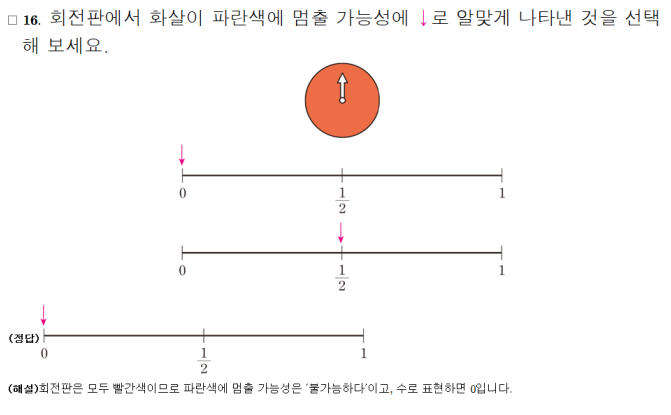 □ 16. 회전판에서 화살이 파란색에 멈출 가능성에 ↓로 알맞게 나타낸 것을 선택
해 보세요.
0 1/2 1
0 1/2 1
(정답)
0 1/2 1
(해설)회전판은 모두 빨간색이므로 파란색에 멈출 가능성은 '불가능하다'이고, 수로 표현하면 0입니다.